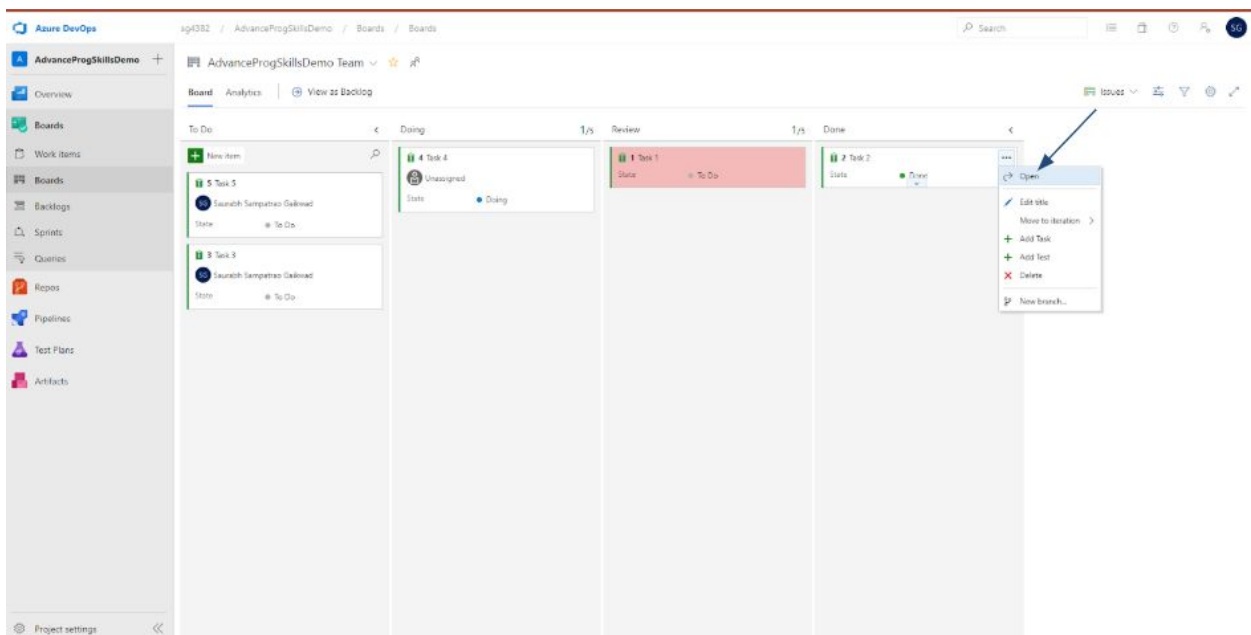 Azure DevOps
sg4382 / AdvanceProgSkillsDemo / Boards / Boards
Search
SG
A AdvanceProgSkillsDemo
AdvanceProgSkillsDemo Team
Overview
Board Analytics View as Backlog
Issues
Boards
To Do
Doing 1/5
Review 1/5
Done
Work items
New item
4 Task 4
1 Task 1
2 Task 2
Boards
5 Task 5
Unassigned
State To Do
State Done
Open
Backlogs
SG Saurabh Sampatrao Gaikwad
State Doing
Edit title
Sprints
State To Do
Move to iteration
Queries
3 Task 3
Add Task
Repos
SG Saurabh Sampatrao Gaikwad
Add Test
State To Do
Delete
Pipelines
New branch...
Test Plans
Artifacts
Project settings